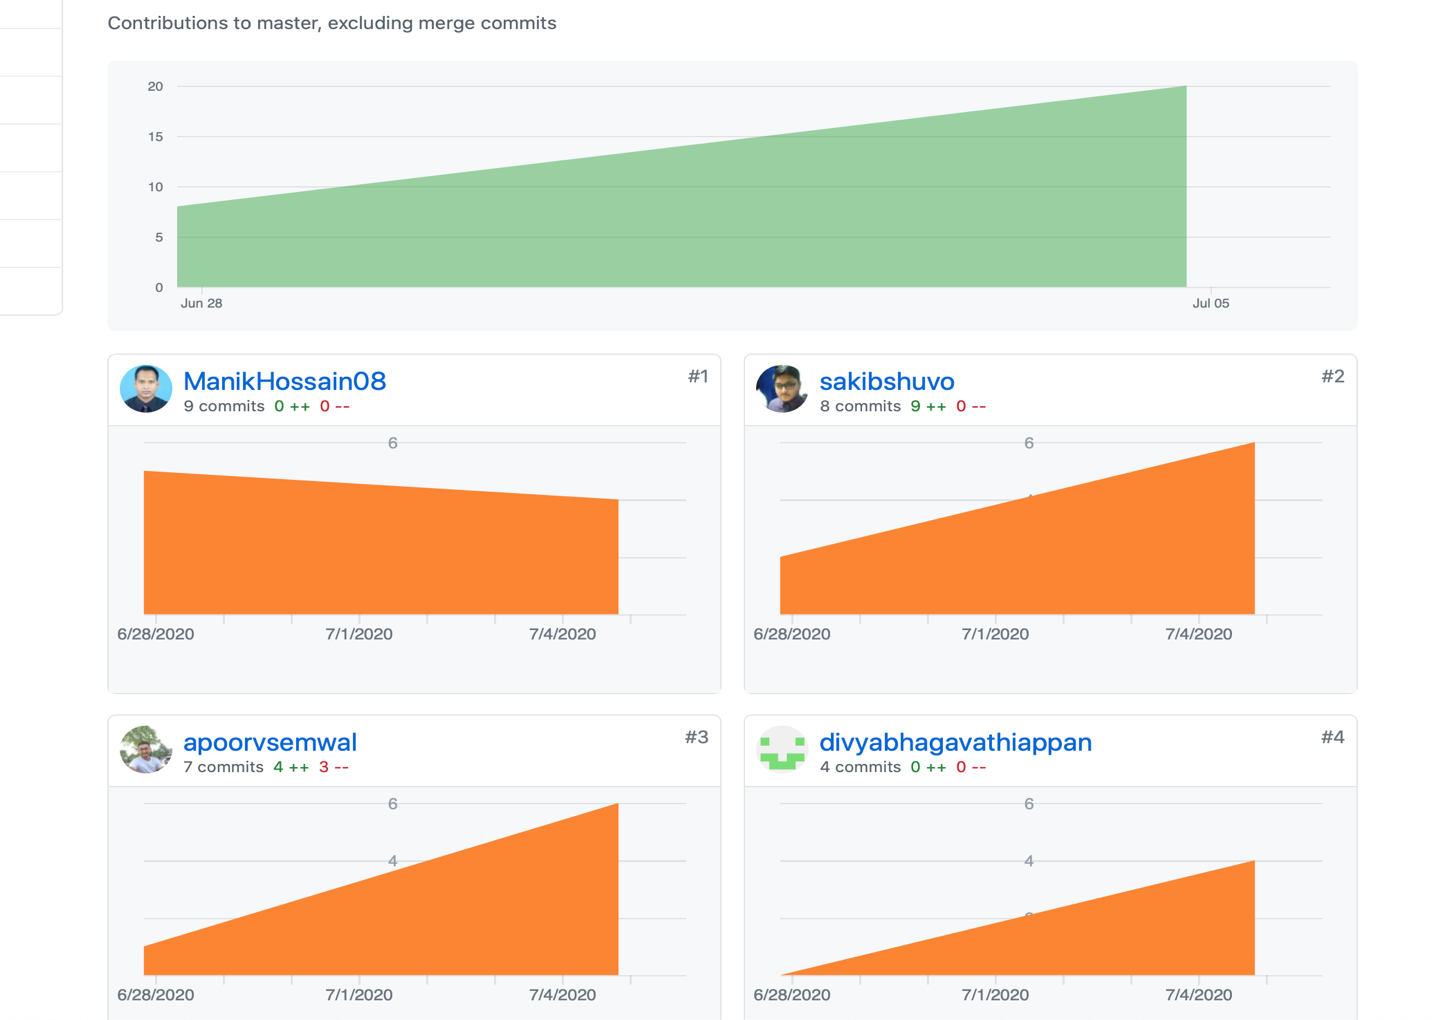 Contributions to master, excluding merge commits
20
15
10
5
0
Jun 28 Jul 05
ManikHossain08 #1
9 commits 0 ++ 0 --
6
6/28/2020 7/1/2020 7/4/2020
sakibshuvo #2
8 commits 9 ++ 0 --
6
6/28/2020 7/1/2020 7/4/2020
apoorvsemwal #3
7 commits 4 ++ 3 --
6
4
6/28/2020 7/1/2020 7/4/2020
divyabhagavathiappan #4
4 commits 0 ++ 0 --
6
4
6/28/2020 7/1/2020 7/4/2020